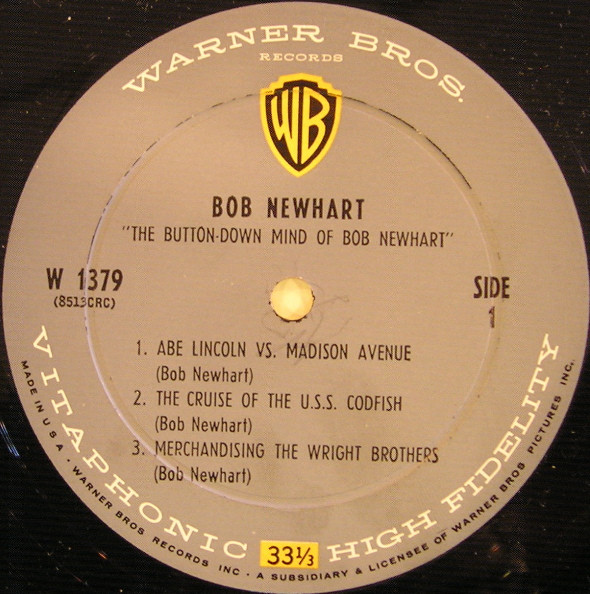 WARNER BROS.
RECORDS
WB
BOB NEWHART
"THE BUTTON-DOWN MIND OF BOB NEWHART"
W 1379
(8513CRC)
SIDE
1
1. ABE LINCOLN VS. MADISON AVENUE
(Bob Newhart)
2. THE CRUISE OF THE U.S.S. CODFISH
(Bob Newhart)
3. MERCHANDISING THE WRIGHT BROTHERS
(Bob Newhart)
VITAPHONIC 33⅓ HIGH FIDELITY
MADE IN U.S.A. · WARNER BROS RECORDS INC · A SUBSIDIARY & LICENSEE OF WARNER BROS PICTURES INC.